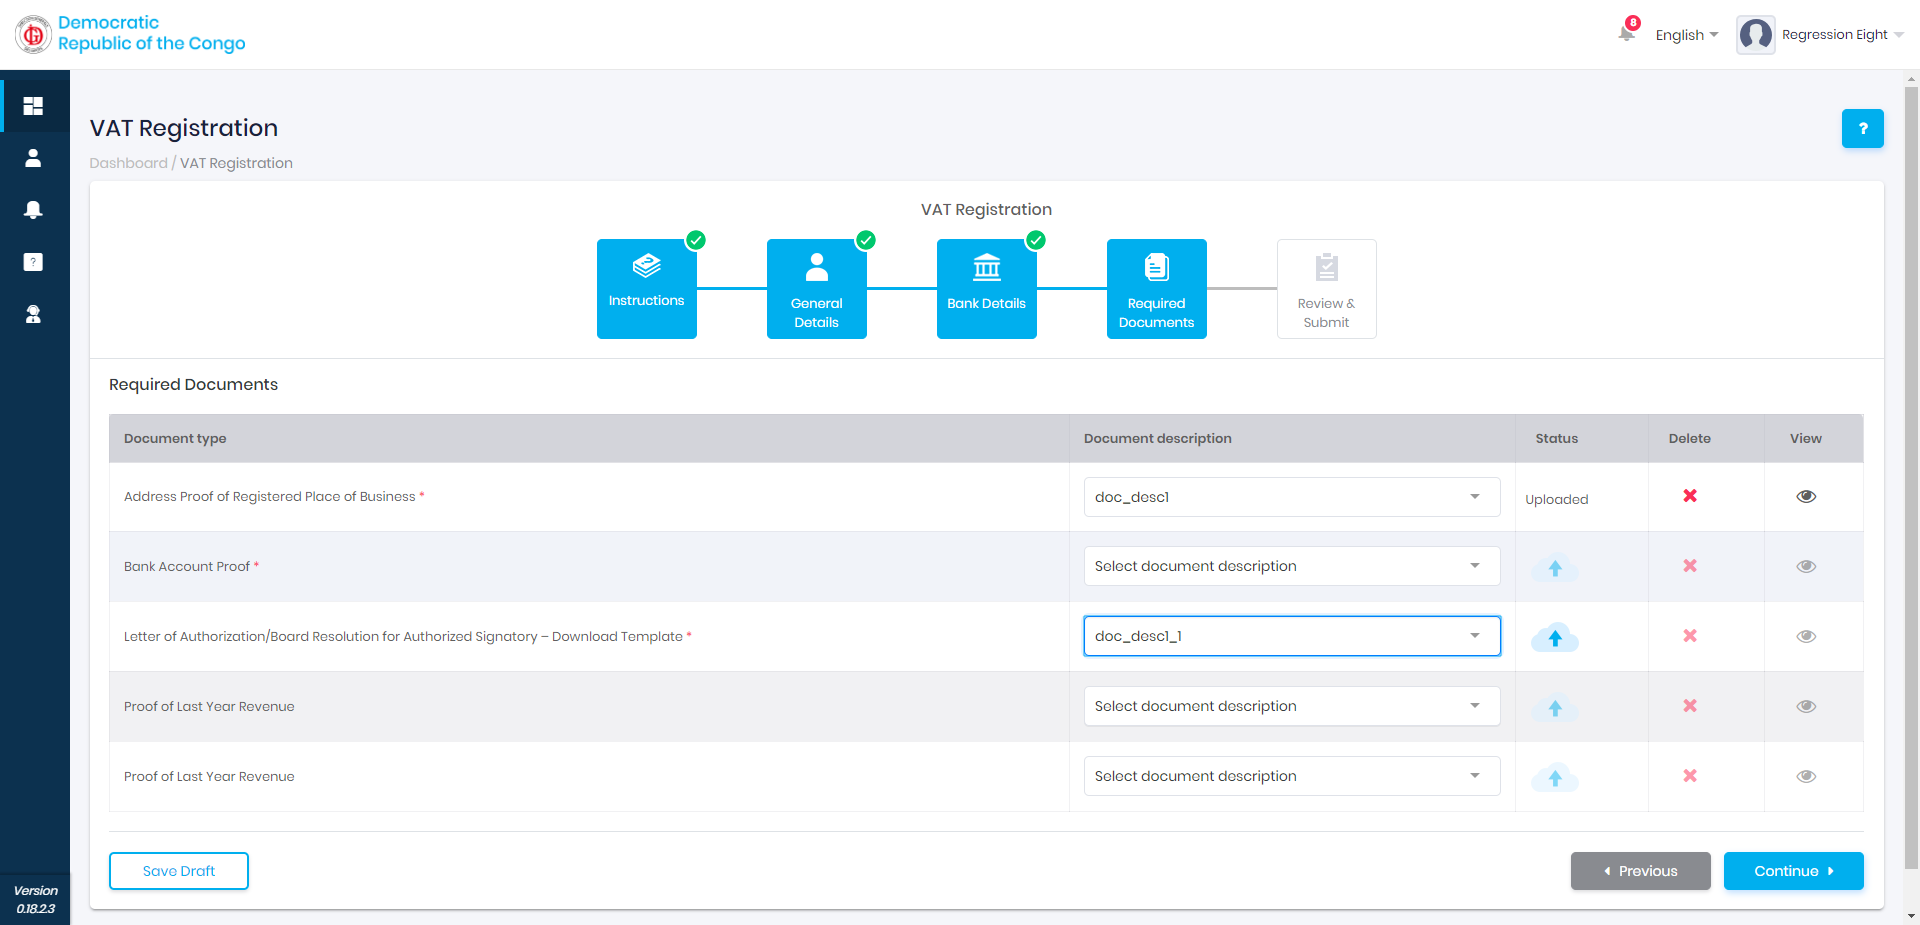 Democratic
Republic of the Congo
8
English
Regression Eight
VAT Registration
?
Dashboard / VAT Registration
VAT Registration
Instructions
General
Details
Bank Details
Required
Documents
Review &
Submit
Required Documents
Document type
Document description
Status
Delete
View
Address Proof of Registered Place of Business *
doc_desc1
Uploaded
Bank Account Proof *
Select document description
Letter of Authorization/Board Resolution for Authorized Signatory – Download Template *
doc_desc1_1
Proof of Last Year Revenue
Select document description
Proof of Last Year Revenue
Select document description
Save Draft
Previous
Continue
Version
0.18.2.3